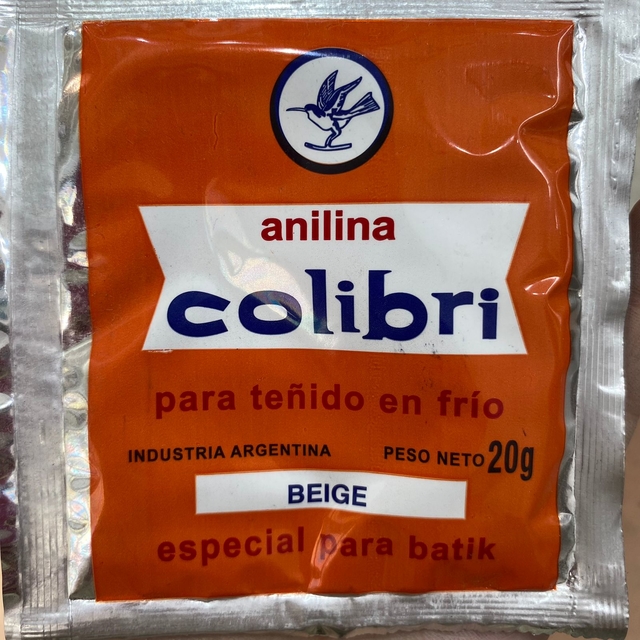 anilina
colibri
para teñido en frío
INDUSTRIA ARGENTINA PESO NETO 20g
BEIGE
especial para batik